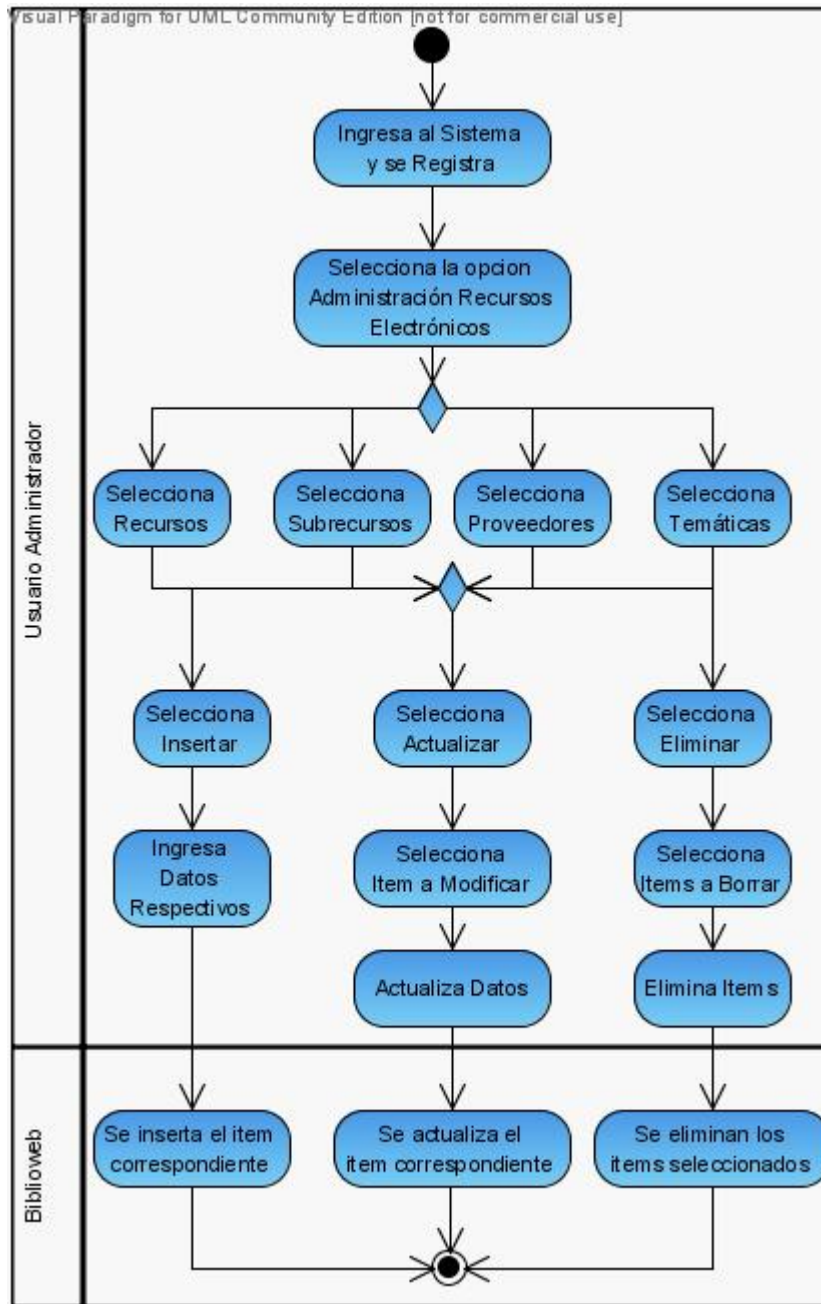 Visual Paradigm for UML Community Edition [not for commercial use]
Ingresa al Sistema
y se Registra
Selecciona la opcion
Administración Recursos
Electrónicos
Usuario Administrador
Selecciona
Recursos
Selecciona
Subrecursos
Selecciona
Proveedores
Selecciona
Temáticas
Selecciona
Insertar
Selecciona
Actualizar
Selecciona
Eliminar
Ingresa
Datos
Respectivos
Selecciona
Item a Modificar
Selecciona
Items a Borrar
Actualiza Datos
Elimina Items
Biblioweb
Se inserta el item
correspondiente
Se actualiza el
item correspondiente
Se eliminan los
items seleccionados